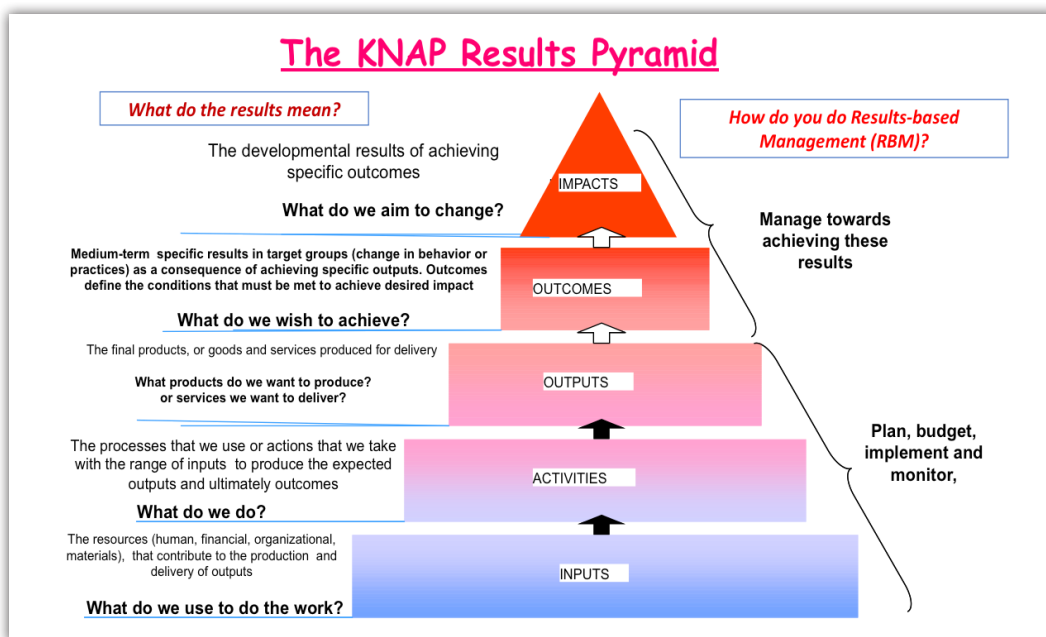 The KNAP Results Pyramid
What do the results mean?
How do you do Results-based
Management (RBM)?
The developmental results of achieving
specific outcomes
What do we aim to change?
IMPACTS
Manage towards
achieving these
results
Medium-term specific results in target groups (change in behavior or
practices) as a consequence of achieving specific outputs. Outcomes
define the conditions that must be met to achieve desired impact
What do we wish to achieve?
OUTCOMES
The final products, or goods and services produced for delivery
What products do we want to produce?
or services we want to deliver?
OUTPUTS
Plan, budget,
implement and
monitor,
The processes that we use or actions that we take
with the range of inputs to produce the expected
outputs and ultimately outcomes
What do we do?
ACTIVITIES
The resources (human, financial, organizational,
materials), that contribute to the production and
delivery of outputs
What do we use to do the work?
INPUTS